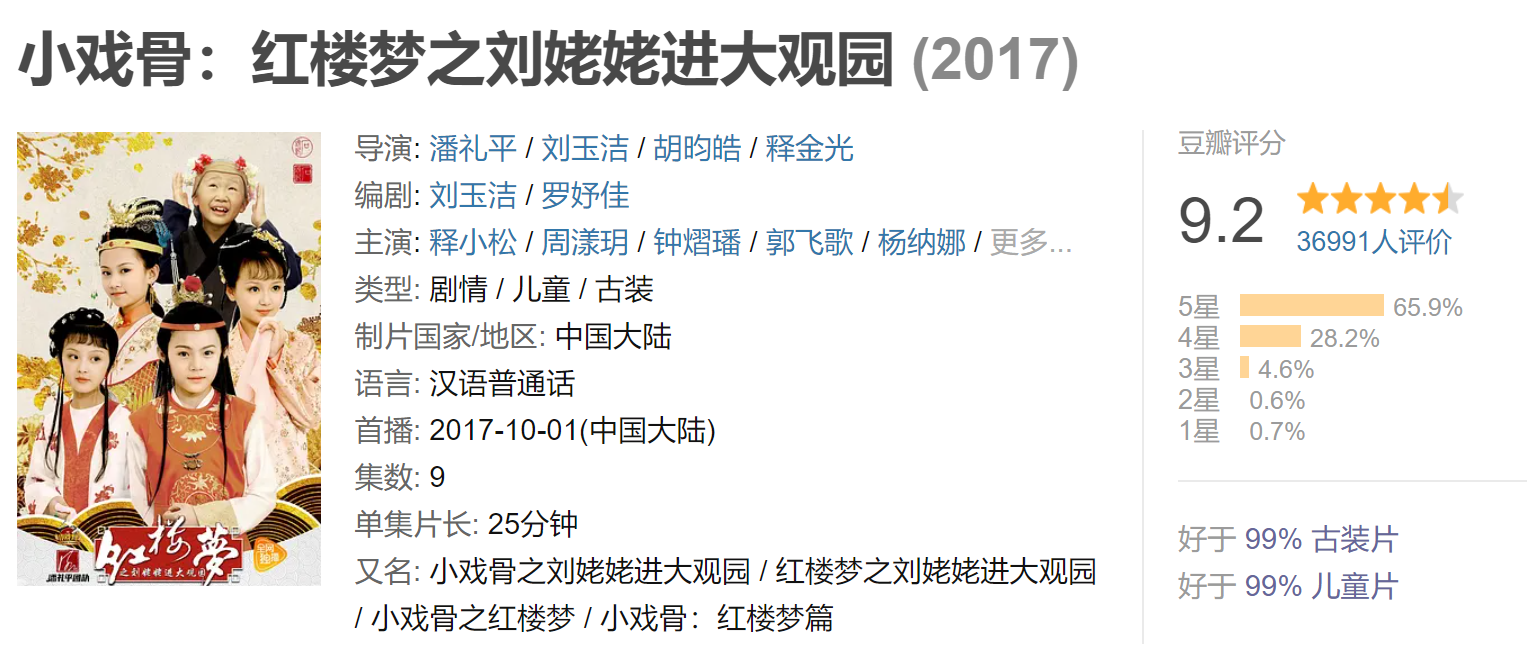 小戏骨：红楼梦之刘姥姥进大观园 (2017)
导演: 潘礼平 / 刘玉洁 / 胡昀皓 / 释金光
编剧: 刘玉洁 / 罗妤佳
主演: 释小松 / 周漾玥 / 钟熠璠 / 郭飞歌 / 杨纳娜 / 更多...
类型: 剧情 / 儿童 / 古装
制片国家/地区: 中国大陆
语言: 汉语普通话
首播: 2017-10-01(中国大陆)
集数: 9
单集片长: 25分钟
又名: 小戏骨之刘姥姥进大观园 / 红楼梦之刘姥姥进大观园
/ 小戏骨之红楼梦 / 小戏骨：红楼梦篇
豆瓣评分
9.2
36991人评价
5星 65.9%
4星 28.2%
3星 4.6%
2星 0.6%
1星 0.7%
好于 99% 古装片
好于 99% 儿童片
红楼夢
之刘姥姥进大观园